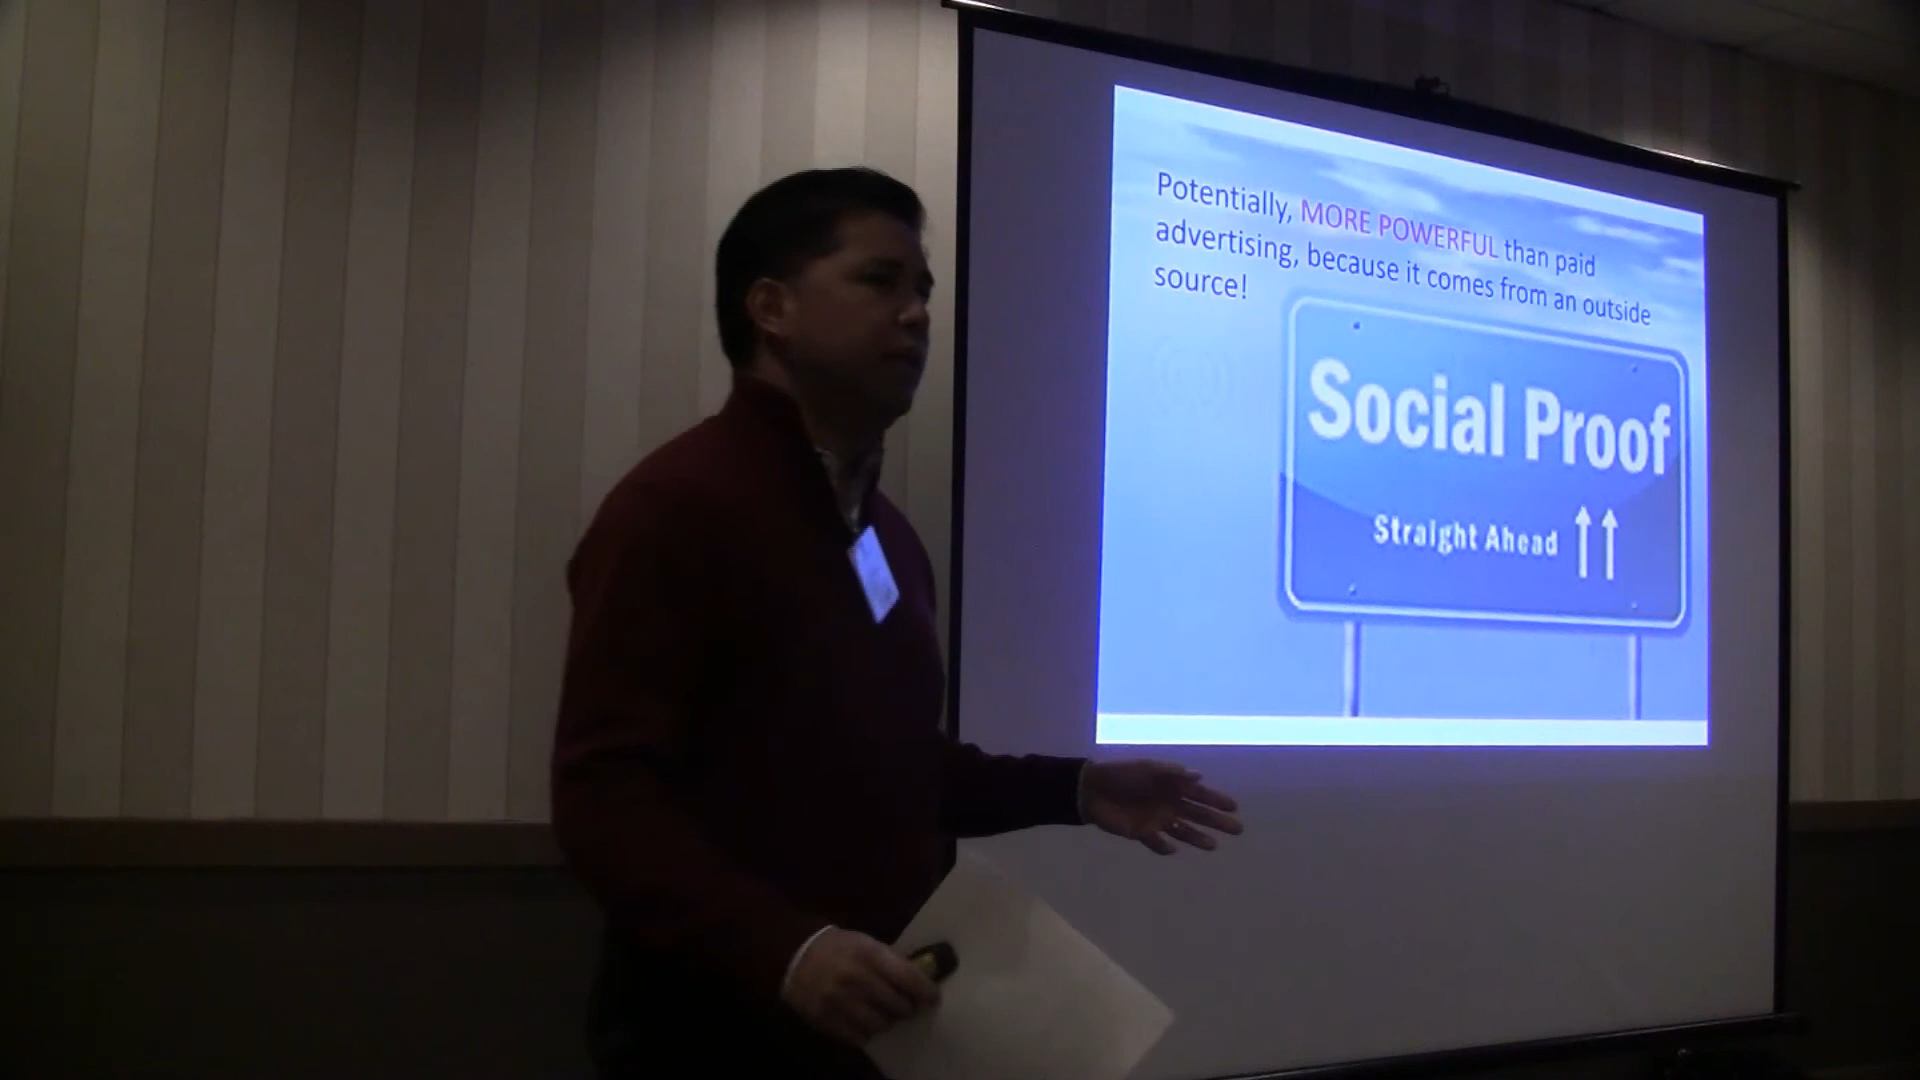 Potentially, MORE POWERFUL than paid
advertising, because it comes from an outside
source!
Social Proof
Straight Ahead